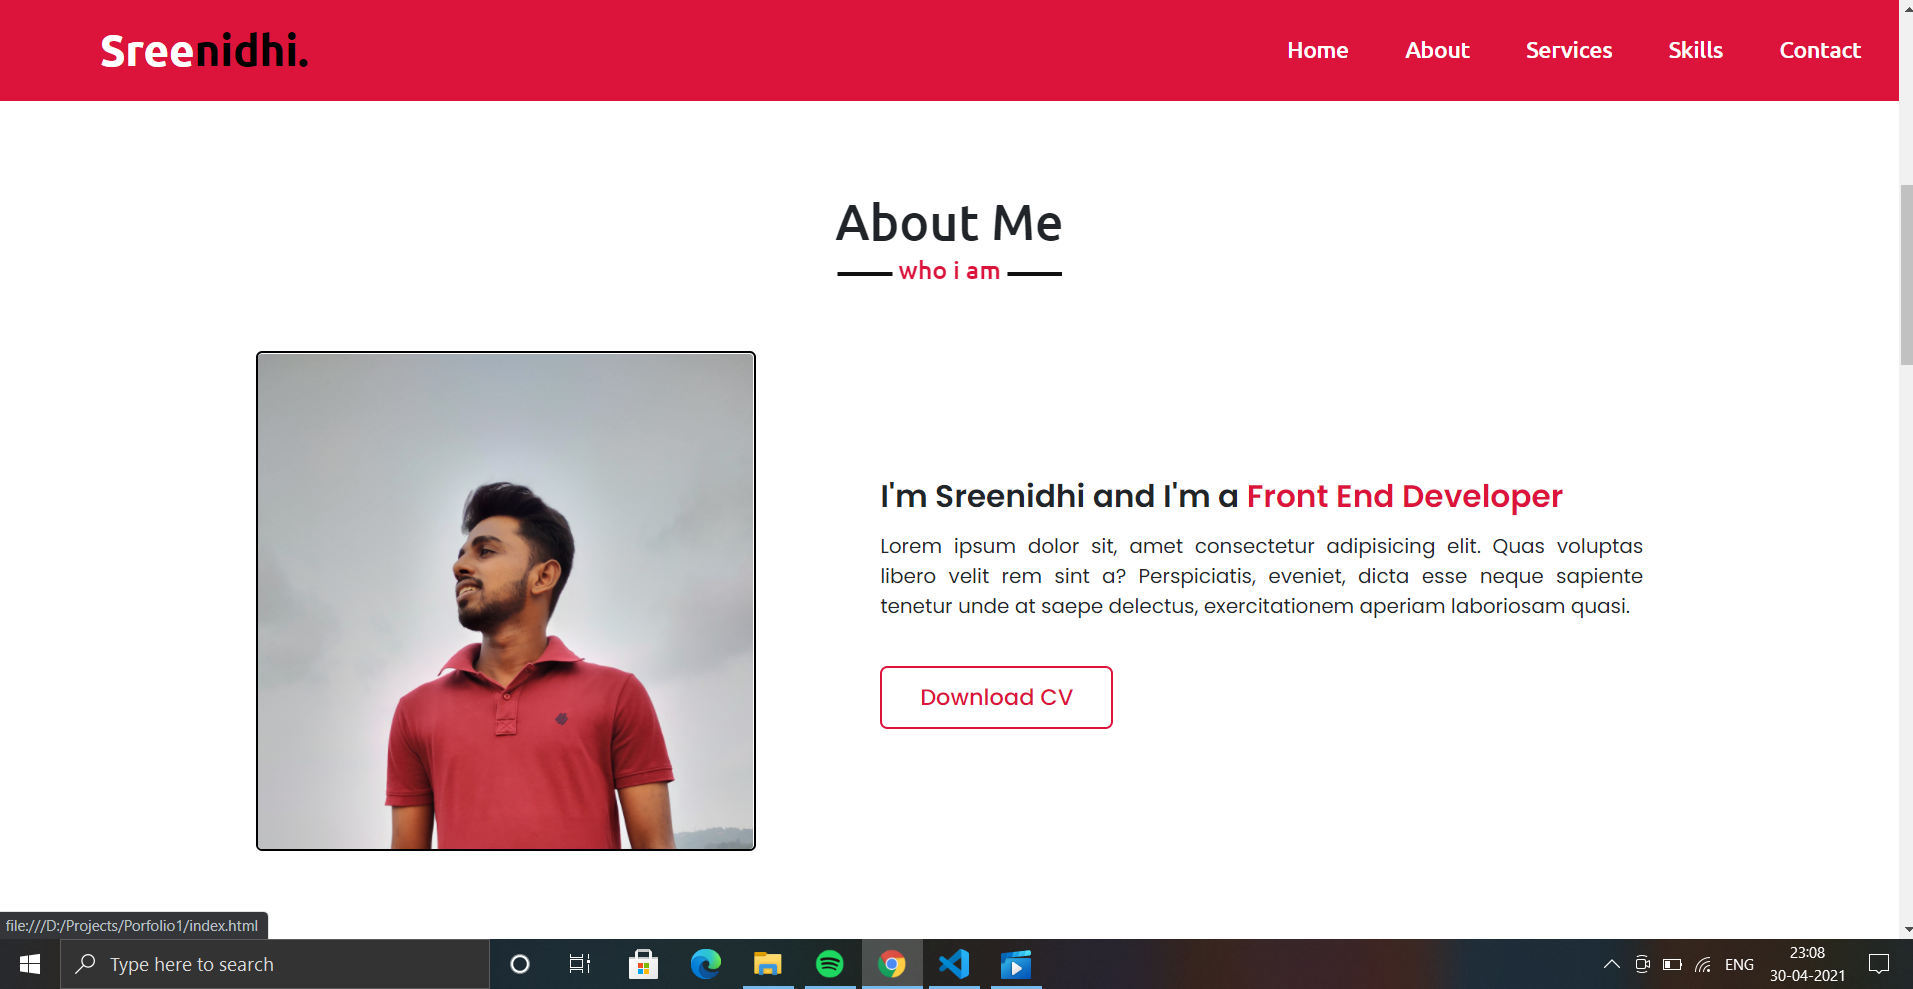 Sreenidhi.
Home About Services Skills Contact
About Me
who i am
I'm Sreenidhi and I'm a Front End Developer
Lorem ipsum dolor sit, amet consectetur adipisicing elit. Quas voluptas
libero velit rem sint a? Perspiciatis, eveniet, dicta esse neque sapiente
tenetur unde at saepe delectus, exercitationem aperiam laboriosam quasi.
Download CV
file:///D:/Projects/Porfolio1/index.html
Type here to search
ENG
23:08
30-04-2021